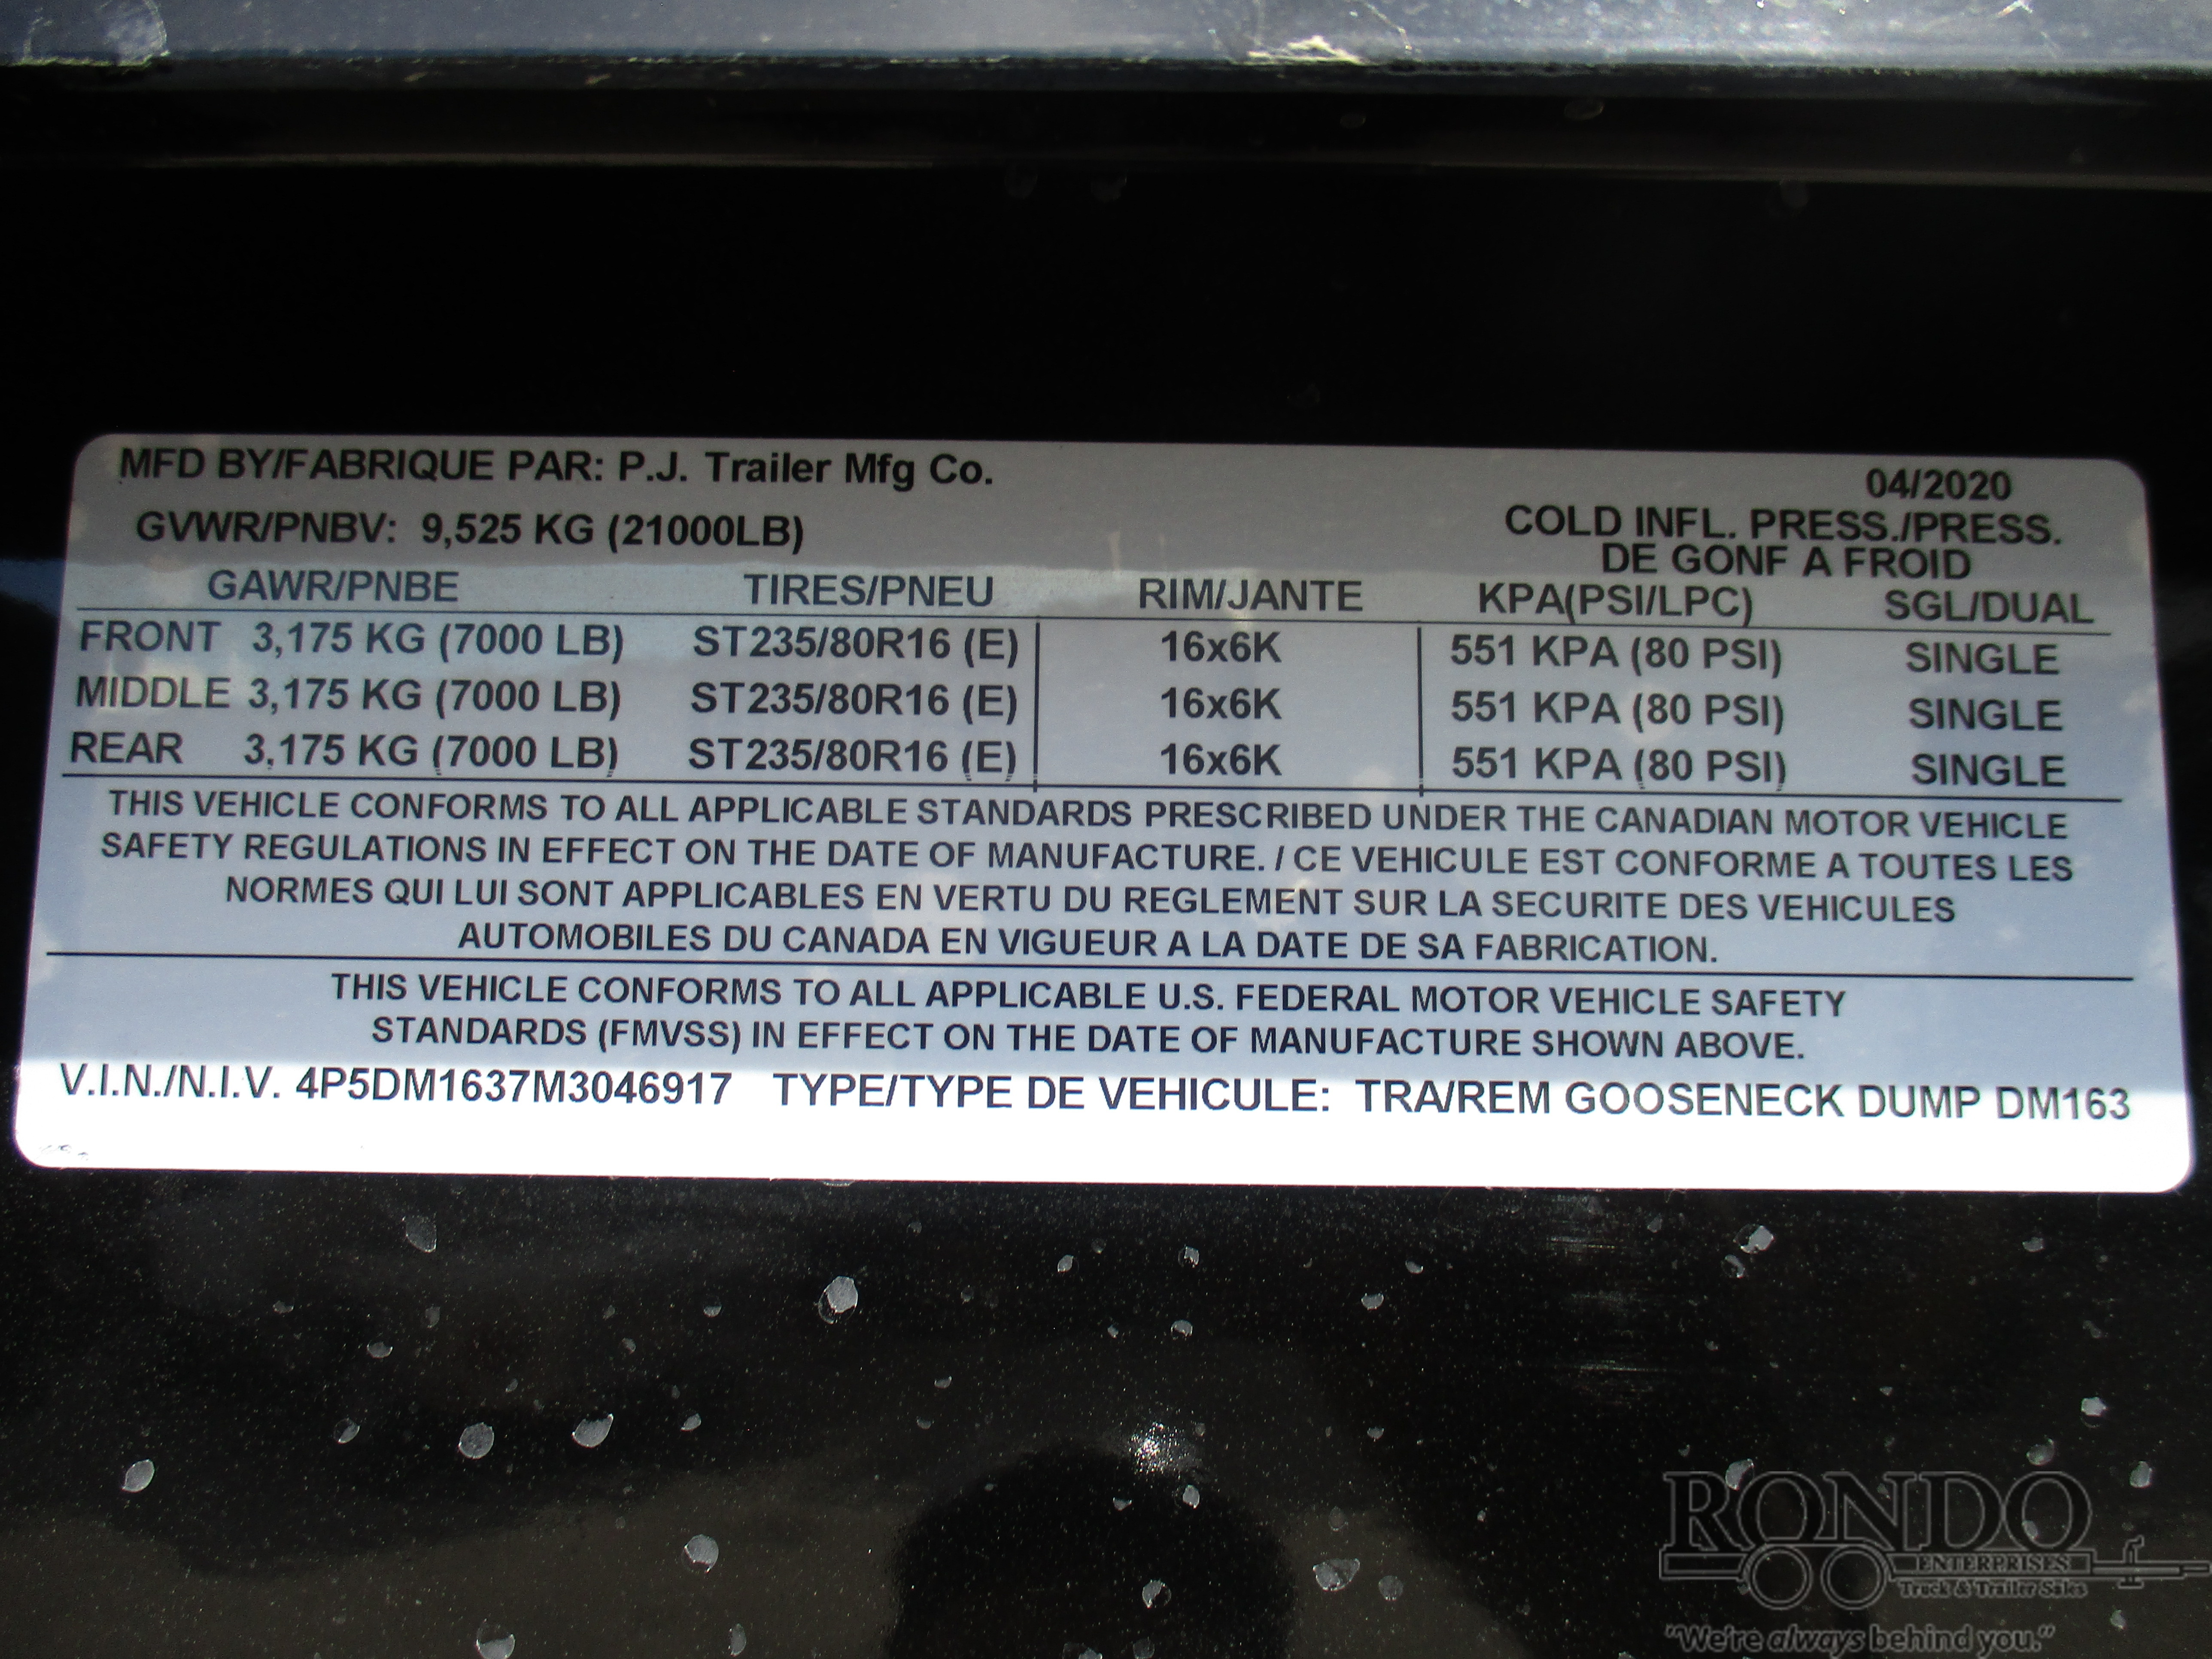 MFD BY/FABRIQUE PAR: P.J. Trailer Mfg Co.
04/2020
GVWR/PNBV: 9,525 KG (21000LB)
COLD INFL. PRESS./PRESS.
DE GONF A FROID
GAWR/PNBE TIRES/PNEU RIM/JANTE KPA(PSI/LPC) SGL/DUAL
FRONT 3,175 KG (7000 LB) ST235/80R16 (E) 16x6K 551 KPA (80 PSI) SINGLE
MIDDLE 3,175 KG (7000 LB) ST235/80R16 (E) 16x6K 551 KPA (80 PSI) SINGLE
REAR 3,175 KG (7000 LB) ST235/80R16 (E) 16x6K 551 KPA (80 PSI) SINGLE
THIS VEHICLE CONFORMS TO ALL APPLICABLE STANDARDS PRESCRIBED UNDER THE CANADIAN MOTOR VEHICLE
SAFETY REGULATIONS IN EFFECT ON THE DATE OF MANUFACTURE. / CE VEHICULE EST CONFORME A TOUTES LES
NORMES QUI LUI SONT APPLICABLES EN VERTU DU REGLEMENT SUR LA SECURITE DES VEHICULES
AUTOMOBILES DU CANADA EN VIGUEUR A LA DATE DE SA FABRICATION.
THIS VEHICLE CONFORMS TO ALL APPLICABLE U.S. FEDERAL MOTOR VEHICLE SAFETY
STANDARDS (FMVSS) IN EFFECT ON THE DATE OF MANUFACTURE SHOWN ABOVE.
V.I.N./N.I.V. 4P5DM1637M3046917 TYPE/TYPE DE VEHICULE: TRA/REM GOOSENECK DUMP DM163
RONDO
ENTERPRISES
Truck & Trailer Sales
"We're always behind you."